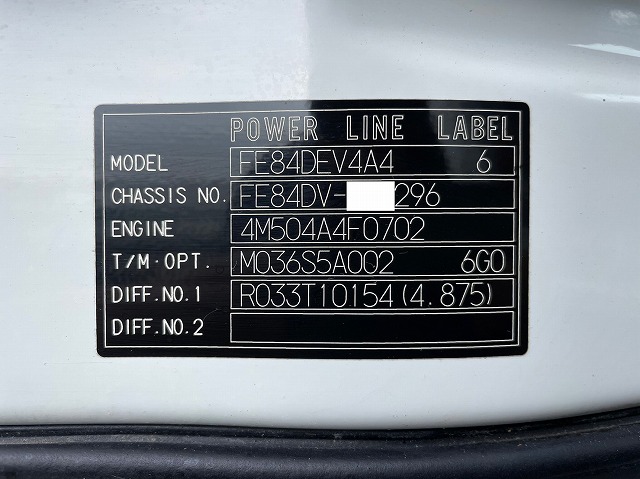 POWER LINE LABEL
MODEL FE84DEV4A4 6
CHASSIS NO. FE84DV- 296
ENGINE 4M504A4F0702
T/M·OPT. M036S5A002 6G0
DIFF.NO.1 R033T10154(4.875)
DIFF.NO.2